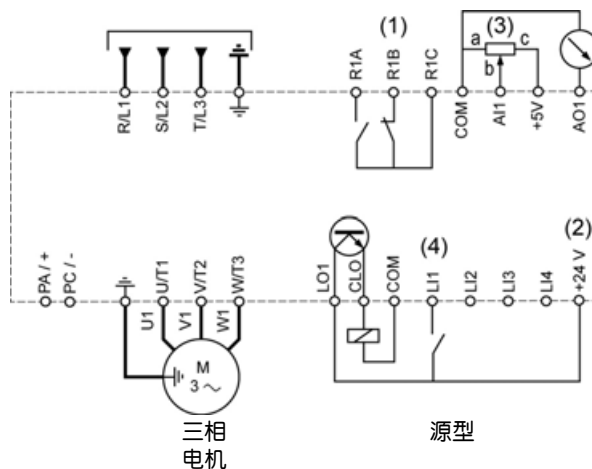 (1)
(3)
a
c
b
R1A
R1B
R1C
COM
AI1
+5V
AO1
R/L1
S/L2
T/L3
(4)
(2)
PA / +
PC / -
U/T1
V/T2
W/T3
U1
V1
W1
M
3 ~
LO1
CLO
COM
LI1
LI2
LI3
LI4
+24 V
三相
电机
源型